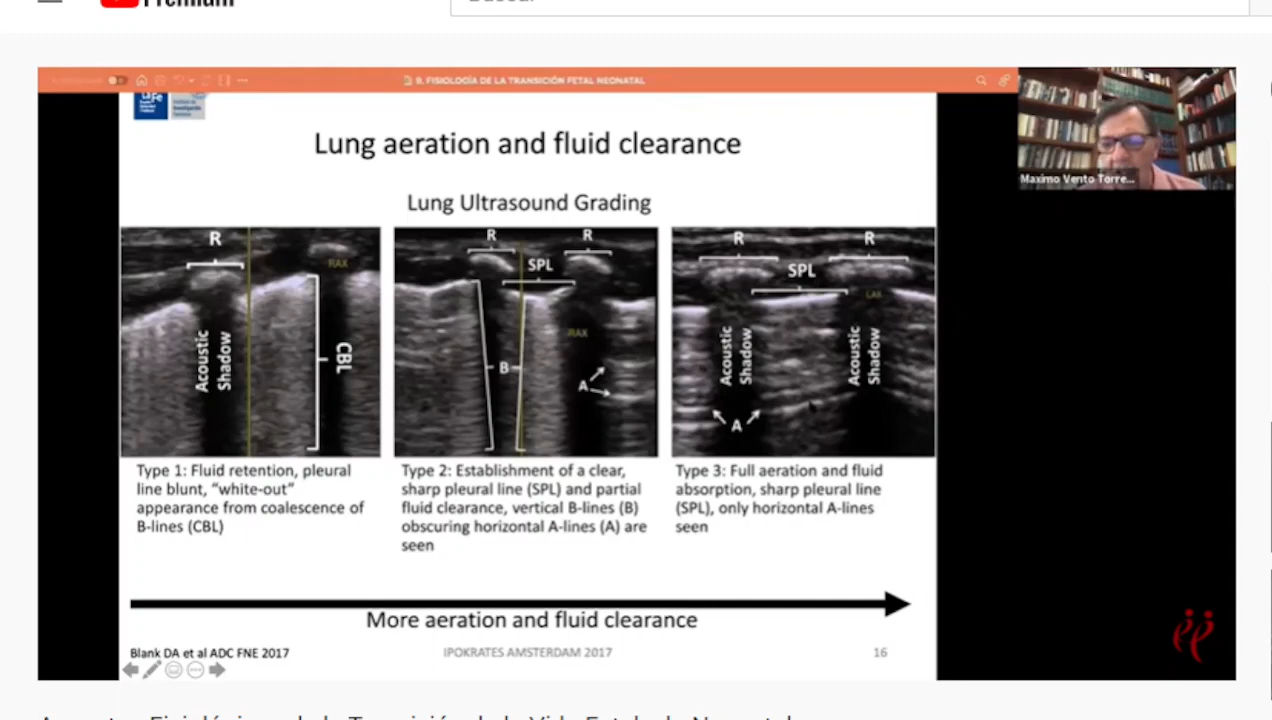 Premium
9. FISIOLOGÍA DE LA TRANSICIÓN FETAL NEONATAL
La Fe
Maximo Vento Torre...
Lung aeration and fluid clearance
Lung Ultrasound Grading
R
RAX
Acoustic
Shadow
CBL
R
R
SPL
RAX
B
A
R
R
SPL
LAX
Acoustic
Shadow
Acoustic
Shadow
A
Type 1: Fluid retention, pleural
line blunt, “white-out”
appearance from coalescence of
B-lines (CBL)
Type 2: Establishment of a clear,
sharp pleural line (SPL) and partial
fluid clearance, vertical B-lines (B)
obscuring horizontal A-lines (A) are
seen
Type 3: Full aeration and fluid
absorption, sharp pleural line
(SPL), only horizontal A-lines
seen
More aeration and fluid clearance
Blank DA et al ADC FNE 2017
IPOKRATES AMSTERDAM 2017
16